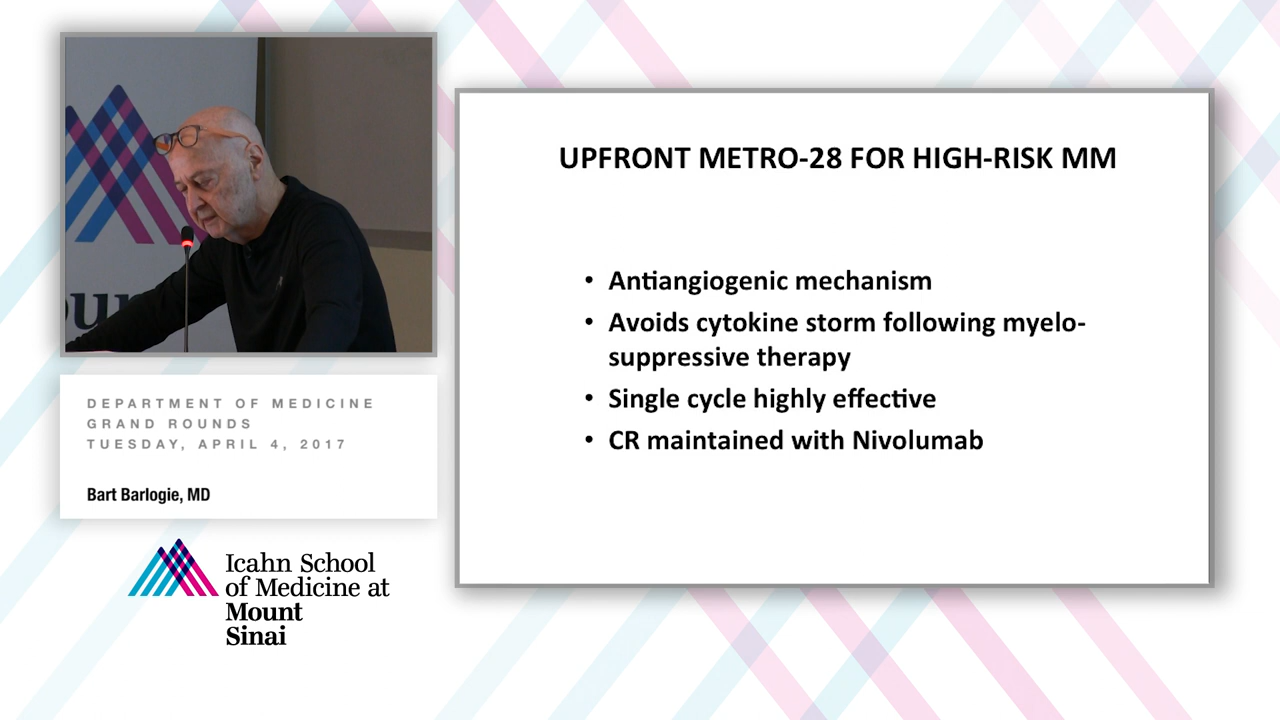 UPFRONT METRO-28 FOR HIGH-RISK MM
• Antiangiogenic mechanism
• Avoids cytokine storm following myelo-
suppressive therapy
• Single cycle highly effective
• CR maintained with Nivolumab
DEPARTMENT OF MEDICINE
GRAND ROUNDS
TUESDAY, APRIL 4, 2017
Bart Barlogie, MD
Icahn School
of Medicine at
Mount
Sinai